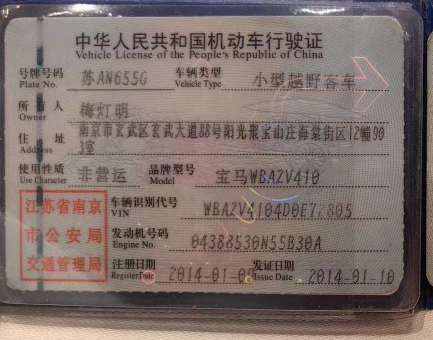 中华人民共和国机动车行驶证
Vehicle License of the People's Republic of China
号牌号码 苏AN655G 车辆类型 小型越野客车
Plate No. Vehicle Type
所有人 梅灯明
Owner
住址 南京市玄武区玄武大道88号阳光聚宝山庄海棠街区12幢90
Address 3室
使用性质 非营运 品牌型号 宝马WBAZV410
Use Character Model
江苏省南京
市公安局
交通管理局
车辆识别代号 WBAZV4104D0E72805
VIN
发动机号码 04388530N55B30A
Engine No.
注册日期 2014-01-09 发证日期 2014-01-10
Register Date Issue Date